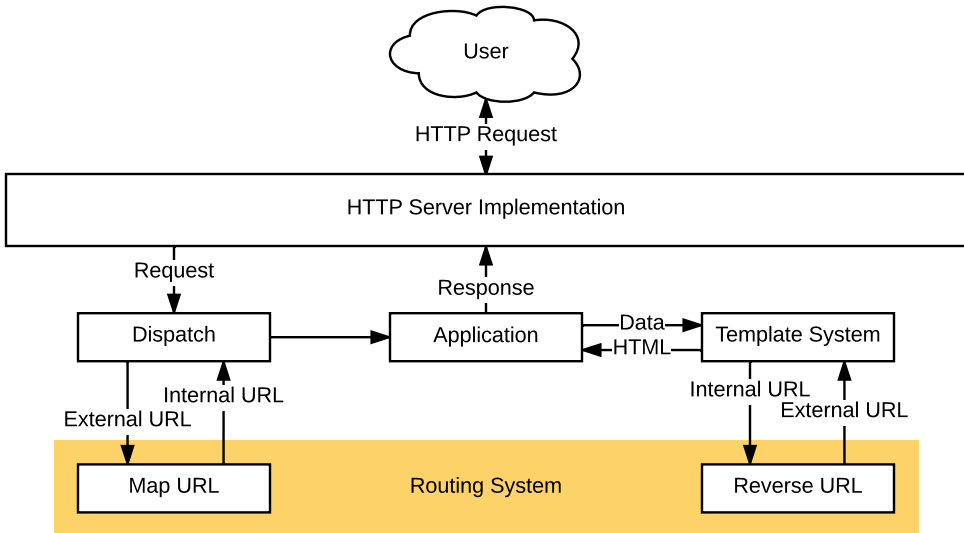 User
HTTP Request
HTTP Server Implementation
Request
Response
Dispatch
Application
Data
HTML
Template System
Internal URL
External URL
Internal URL
External URL
Map URL
Routing System
Reverse URL